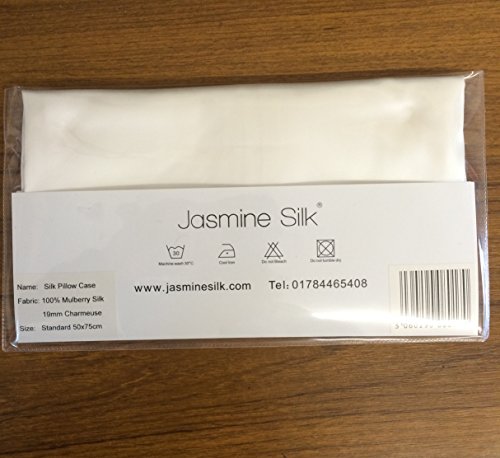 Jasmine Silk®
30
Machine wash 30°C Cool Iron Do not Bleach Do not tumble dry
www.jasminesilk.com Tel: 01784465408
Name: Silk Pillow Case
Fabric: 100% Mulberry Silk
19mm Charmeuse
Size: Standard 50x75cm